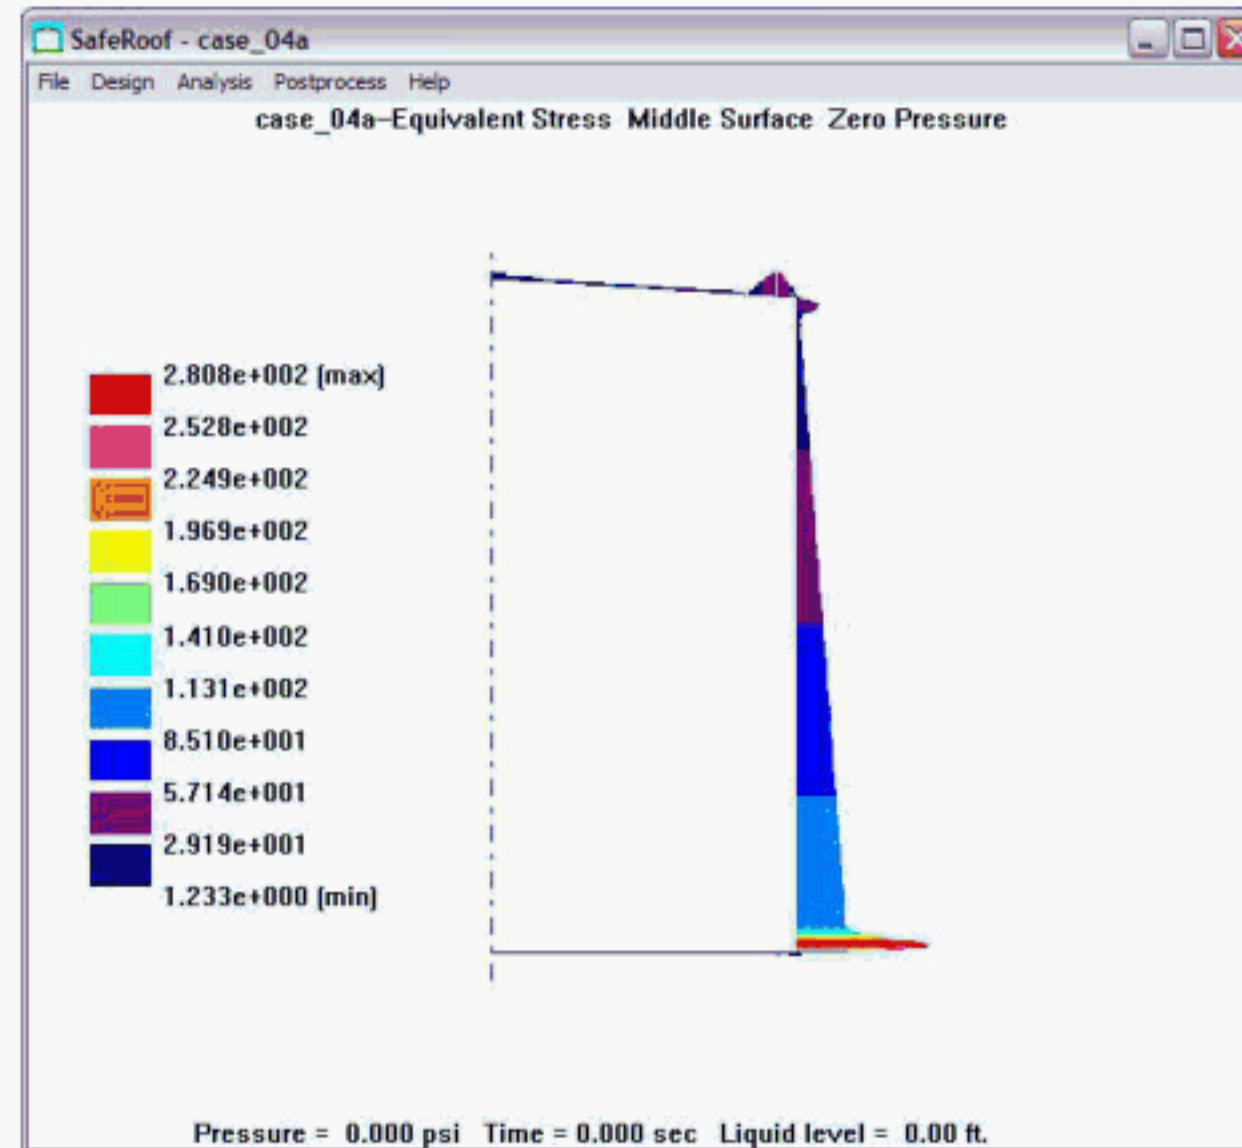 SafeRoof - case_04a
File Design Analysis Postprocess Help
case_04a-Equivalent Stress Middle Surface Zero Pressure
2.808e+002 (max)
2.528e+002
2.249e+002
1.969e+002
1.690e+002
1.410e+002
1.131e+002
8.510e+001
5.714e+001
2.919e+001
1.233e+000 (min)
Pressure = 0.000 psi Time = 0.000 sec Liquid level = 0.00 ft.